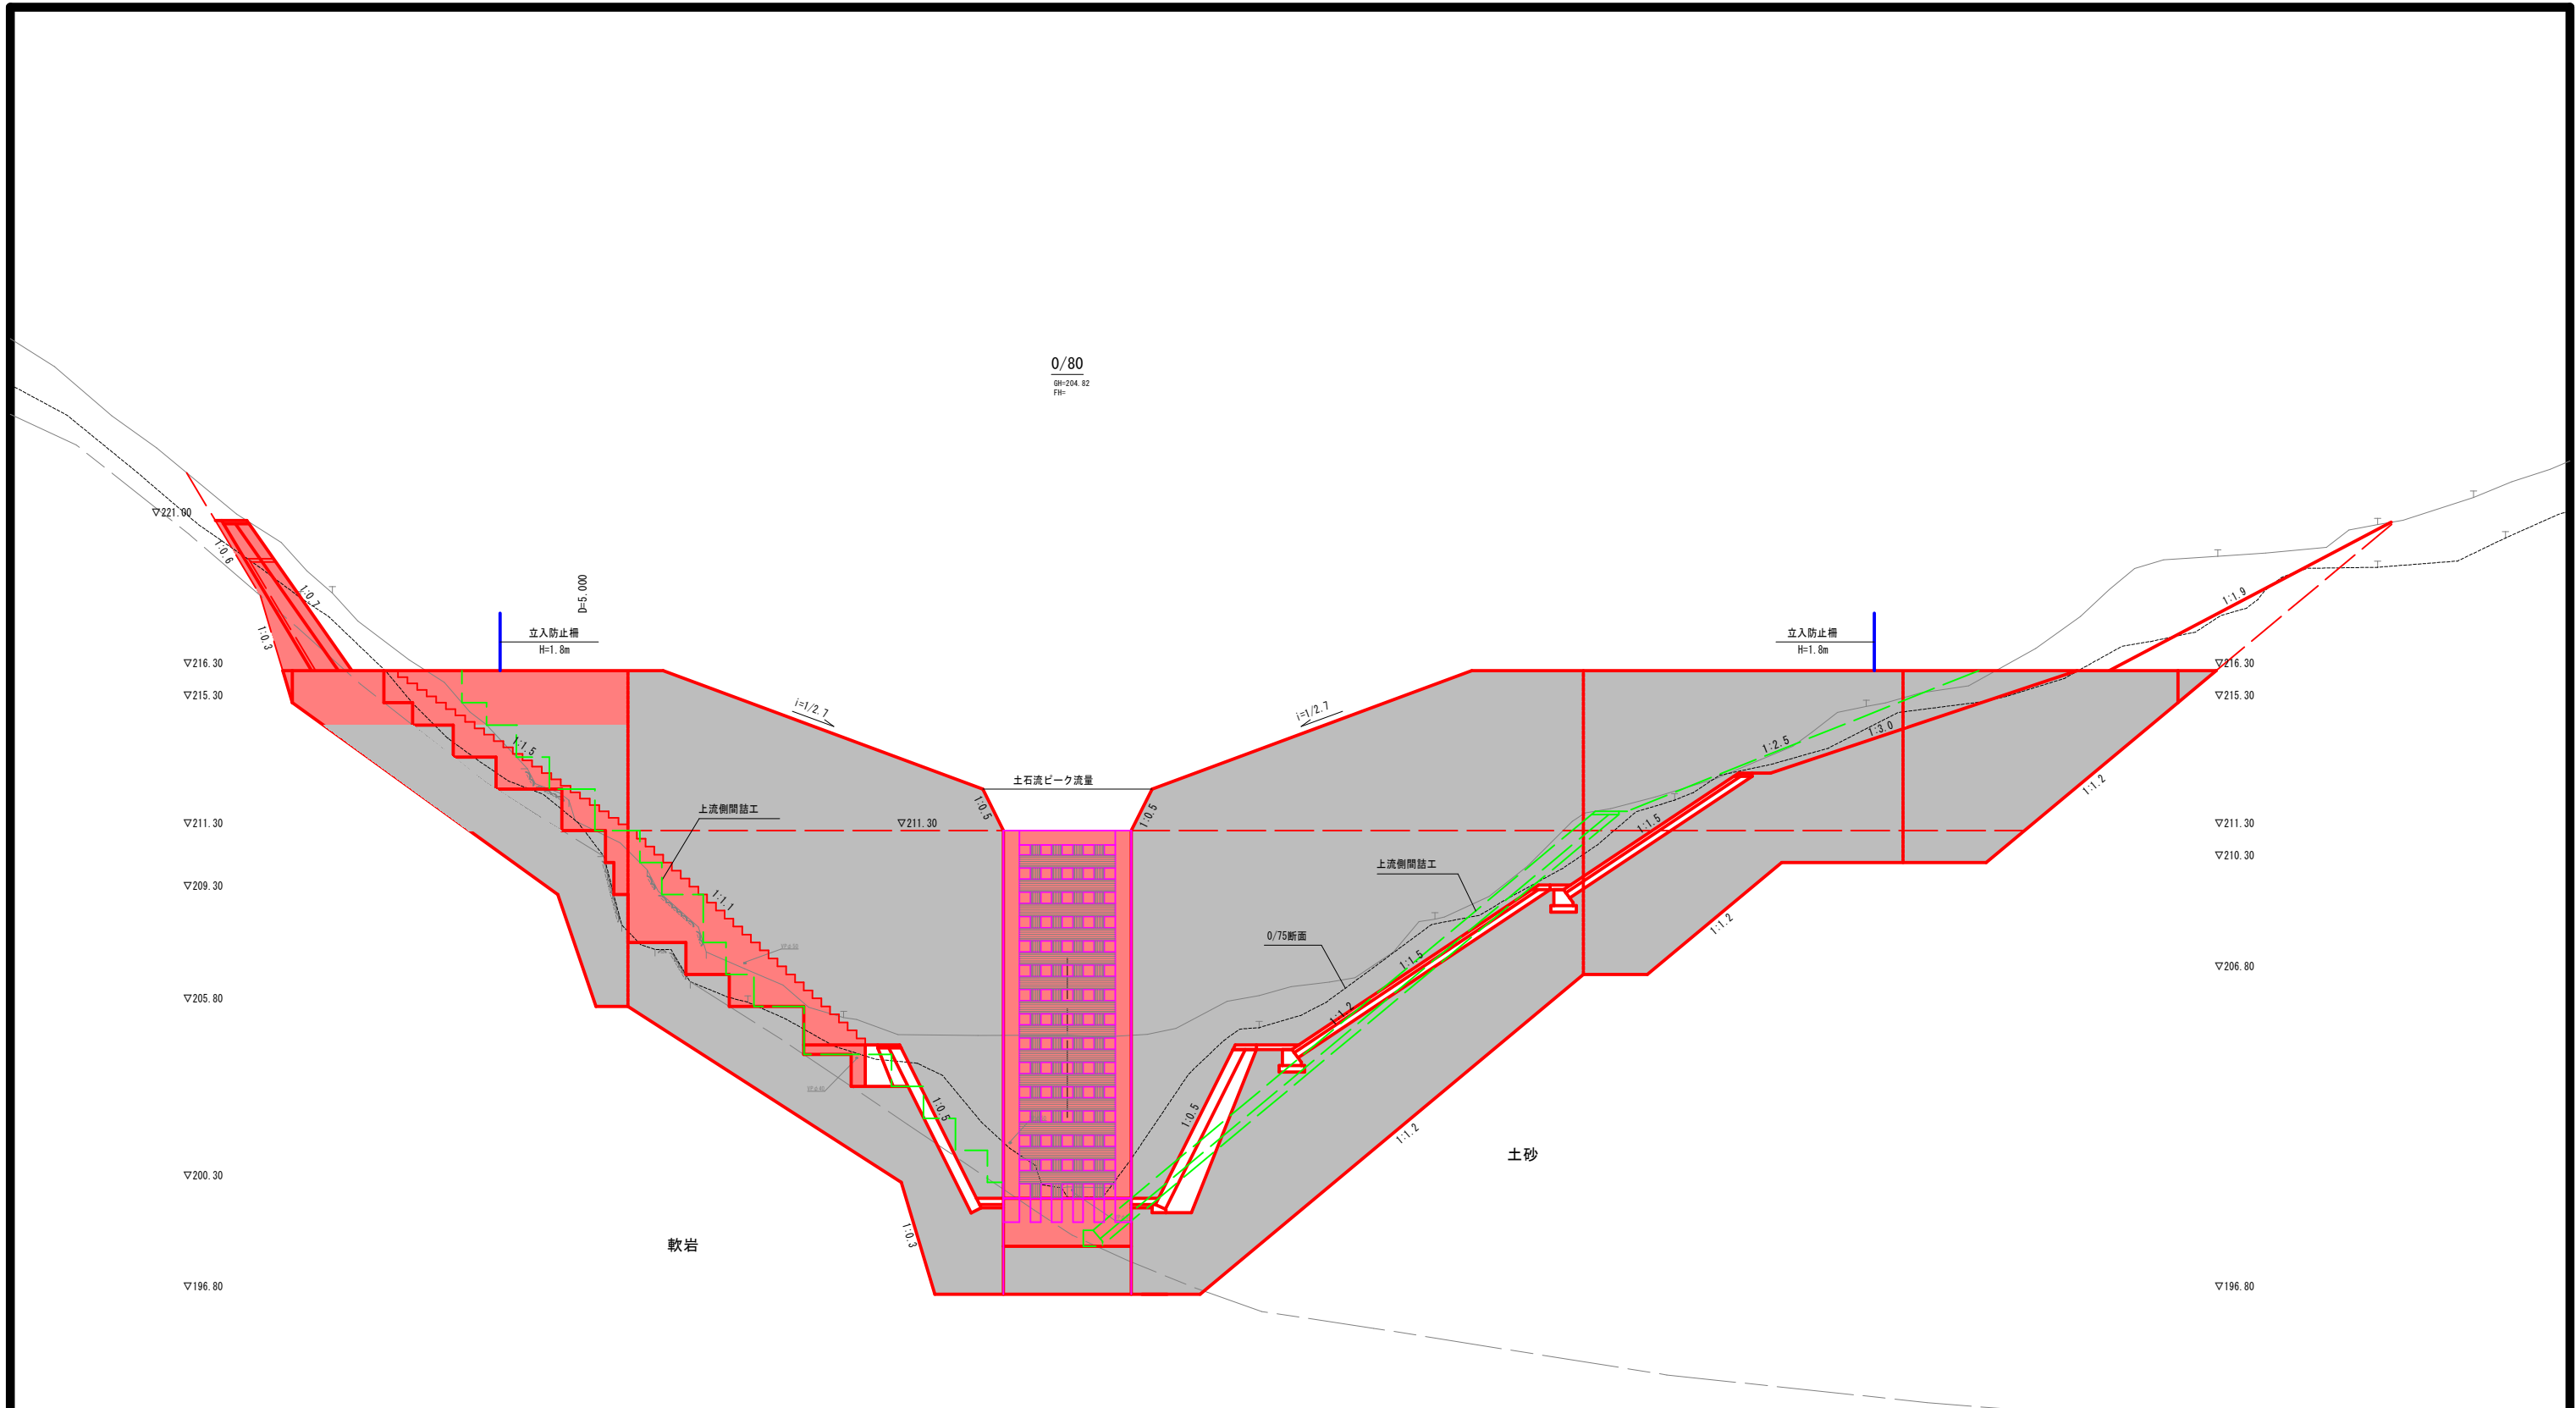 0/80
GH=204.82
FH=
▽221.00
1:0.6
1:0.7
1:0.3
D=5.000
立入防止柵
H=1.8m
立入防止柵
H=1.8m
1:1.9
▽216.30
▽216.30
▽215.30
▽215.30
i=1/2.7
i=1/2.7
1:1.5
1:2.5
1:3.0
土石流ピーク流量
1:0.5
1:0.5
1:1.2
上流側間詰工
▽211.30
▽211.30
▽211.30
1:1.5
▽210.30
上流側間詰工
▽209.30
1:1.1
1:1.2
0/75断面
1:1.5
▽206.80
▽205.80
1:1.2
1:0.5
1:0.5
1:1.2
土砂
▽200.30
軟岩
1:0.3
▽196.80
▽196.80